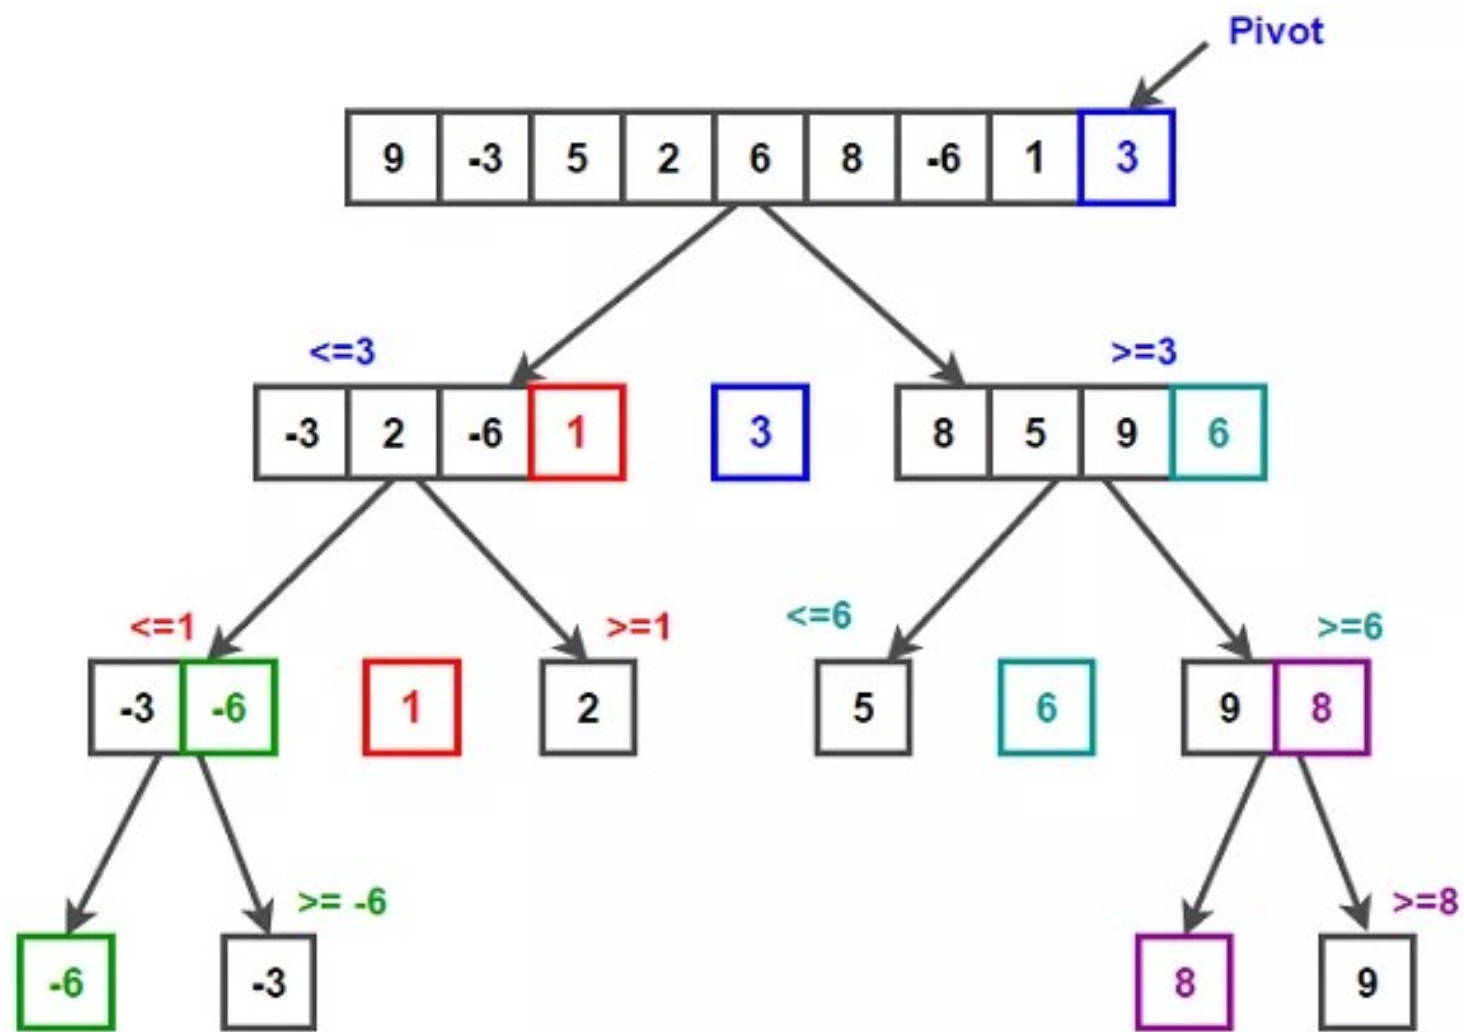 Pivot
9 -3 5 2 6 8 -6 1 3
<=3 >=3
-3 2 -6 1 3 8 5 9 6
<=1 >=1 <=6 >=6
-3 -6 1 2 5 6 9 8
>= -6 >=8
-6 -3 8 9